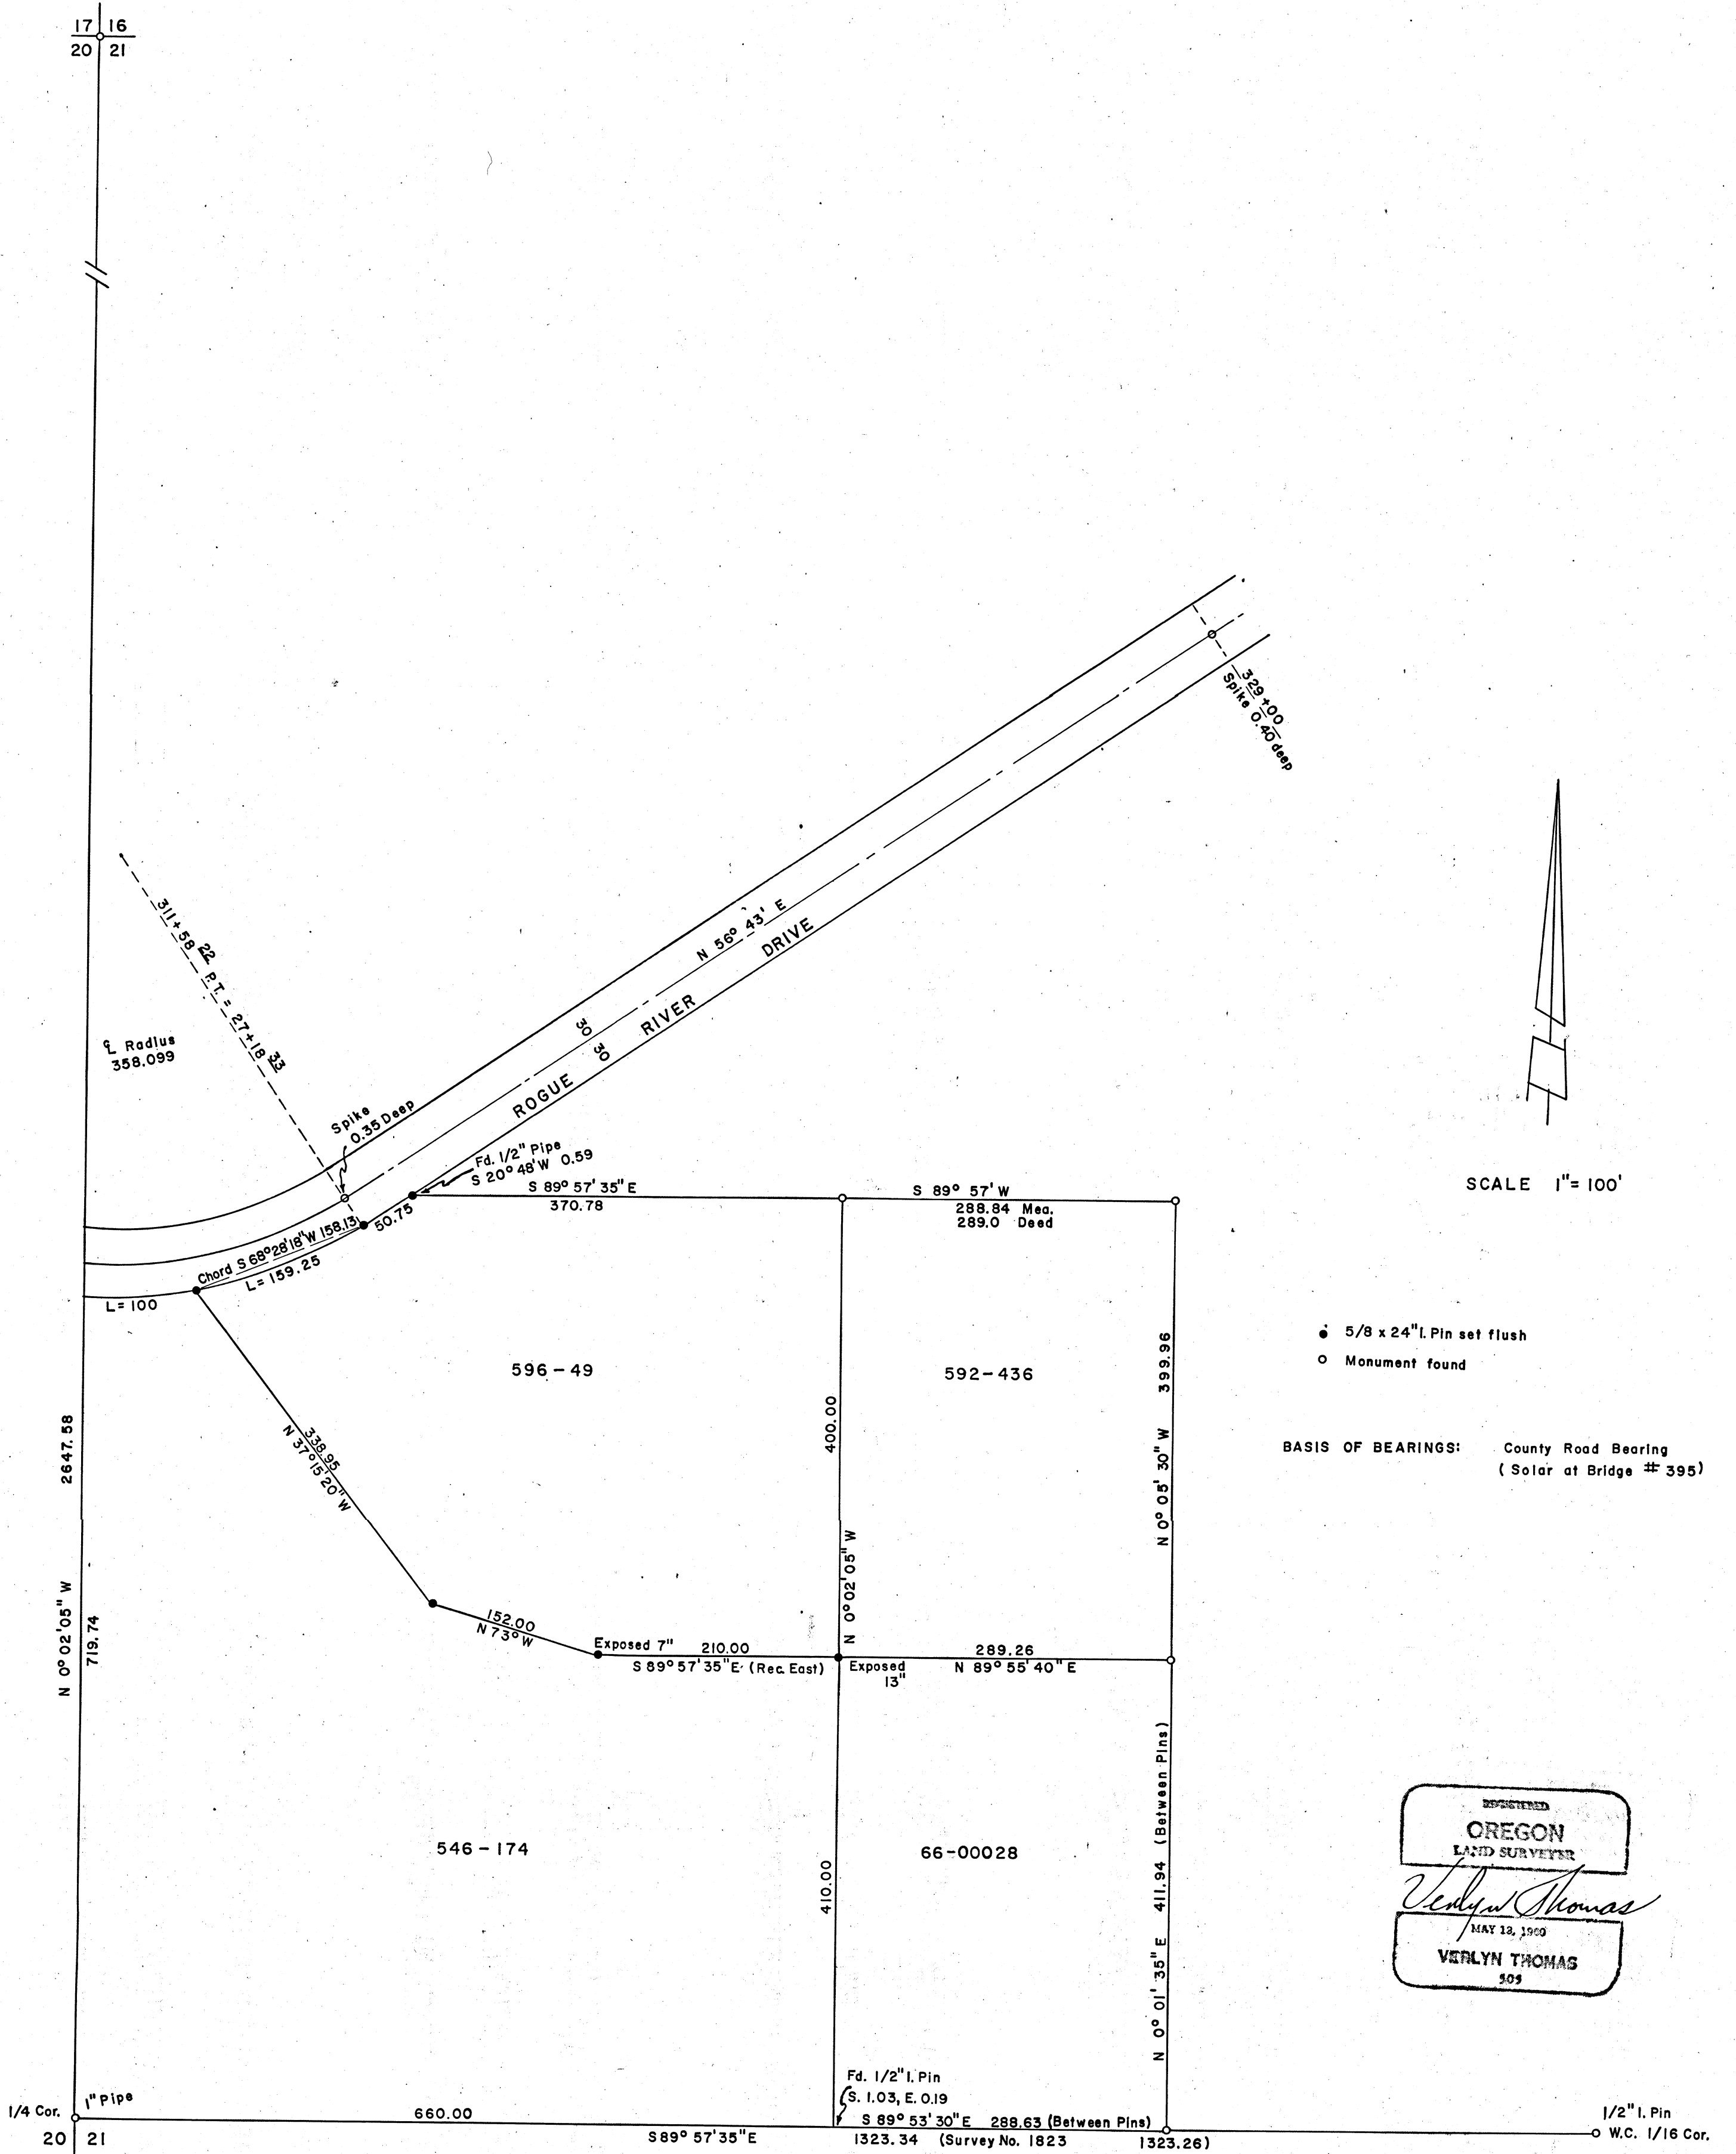 17 16
20 21
329+00
Spike 0.40 deep
311+58 22 P.T. = 27+18 33
N 56° 43' E
ROGUE RIVER DRIVE
30
30
℄ Radius
358.099
Spike
0.35 Deep
Fd. 1/2" Pipe
S 20° 48' W 0.59
S 89° 57' 35" E
370.78
S 89° 57' W
288.84 Mea.
289.0 Deed
SCALE 1"= 100'
50.75
Chord S 68° 28' 18" W 158.13
L= 159.25
L= 100
5/8 x 24" I. Pin set flush
Monument found
596-49
592-436
399.96
N 0° 05' 30" W
400.00
N 0° 02' 05" W
BASIS OF BEARINGS: County Road Bearing
( Solar at Bridge # 395)
338.95
N 37° 15' 20" W
2647.58
N 0° 02' 05" W
719.74
152.00
N 73° W
Exposed 7" 210.00
S 89° 57' 35" E (Rec. East)
Exposed
13"
289.26
N 89° 55' 40" E
546-174
66-00028
410.00
N 0° 01' 35" E 411.94 (Between Pins)
REGISTERED
OREGON
LAND SURVEYOR
Verlyn Thomas
MAY 13, 1960
VERLYN THOMAS
505
Fd. 1/2" I. Pin
S. 1.03, E. 0.19
1/4 Cor.
1" Pipe
660.00
S 89° 53' 30" E 288.63 (Between Pins)
20 21
S 89° 57' 35" E 1323.34 (Survey No. 1823 1323.26)
1/2" I. Pin
W.C. 1/16 Cor.